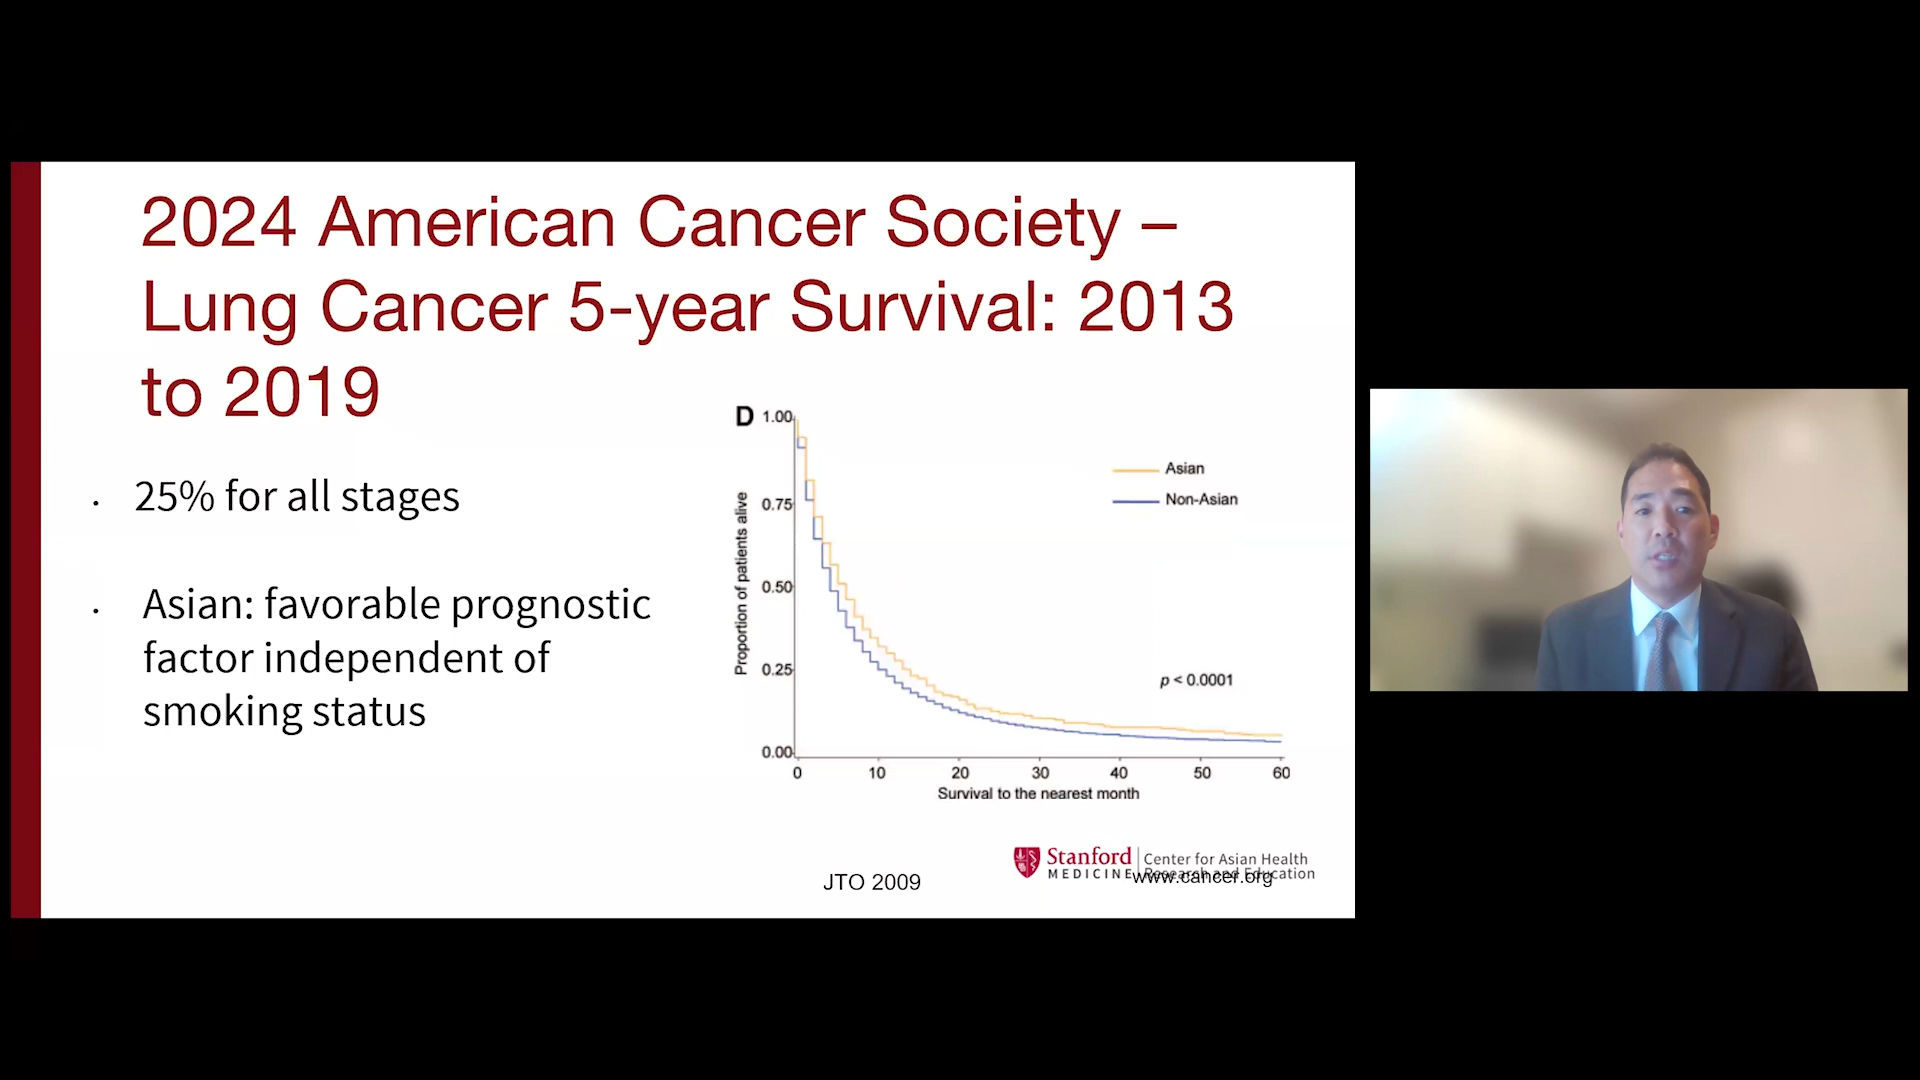 2024 American Cancer Society –
Lung Cancer 5-year Survival: 2013
to 2019
• 25% for all stages
• Asian: favorable prognostic
factor independent of
smoking status
D
1.00
0.75
0.50
0.25
0.00
Proportion of patients alive
Asian
Non-Asian
p < 0.0001
0 10 20 30 40 50 60
Survival to the nearest month
JTO 2009
Stanford
MEDICINE
Center for Asian Health
Research and Education
www.cancer.org